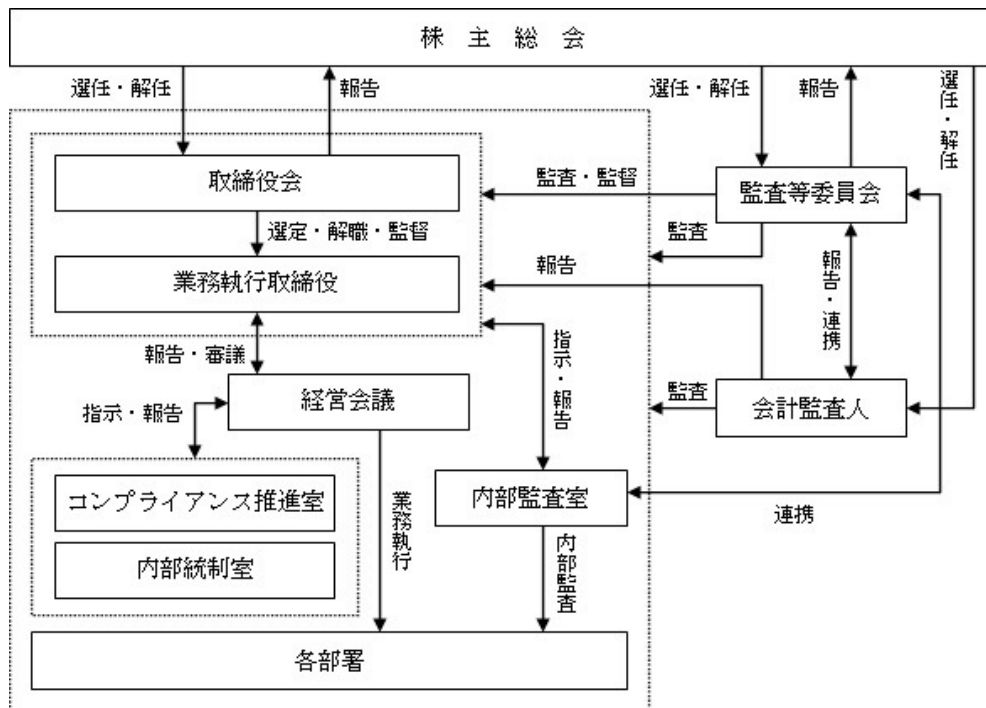 株 主 総 会
選任・解任
報告
選任・解任
報告
選任・解任
取締役会
監査・監督
監査等委員会
選定・解職・監督
監査
業務執行取締役
報告
報告・連携
報告・審議
指示・報告
経営会議
監査
会計監査人
指示・報告
コンプライアンス推進室
内部監査室
連携
業務執行
内部統制室
内部監査
各部署